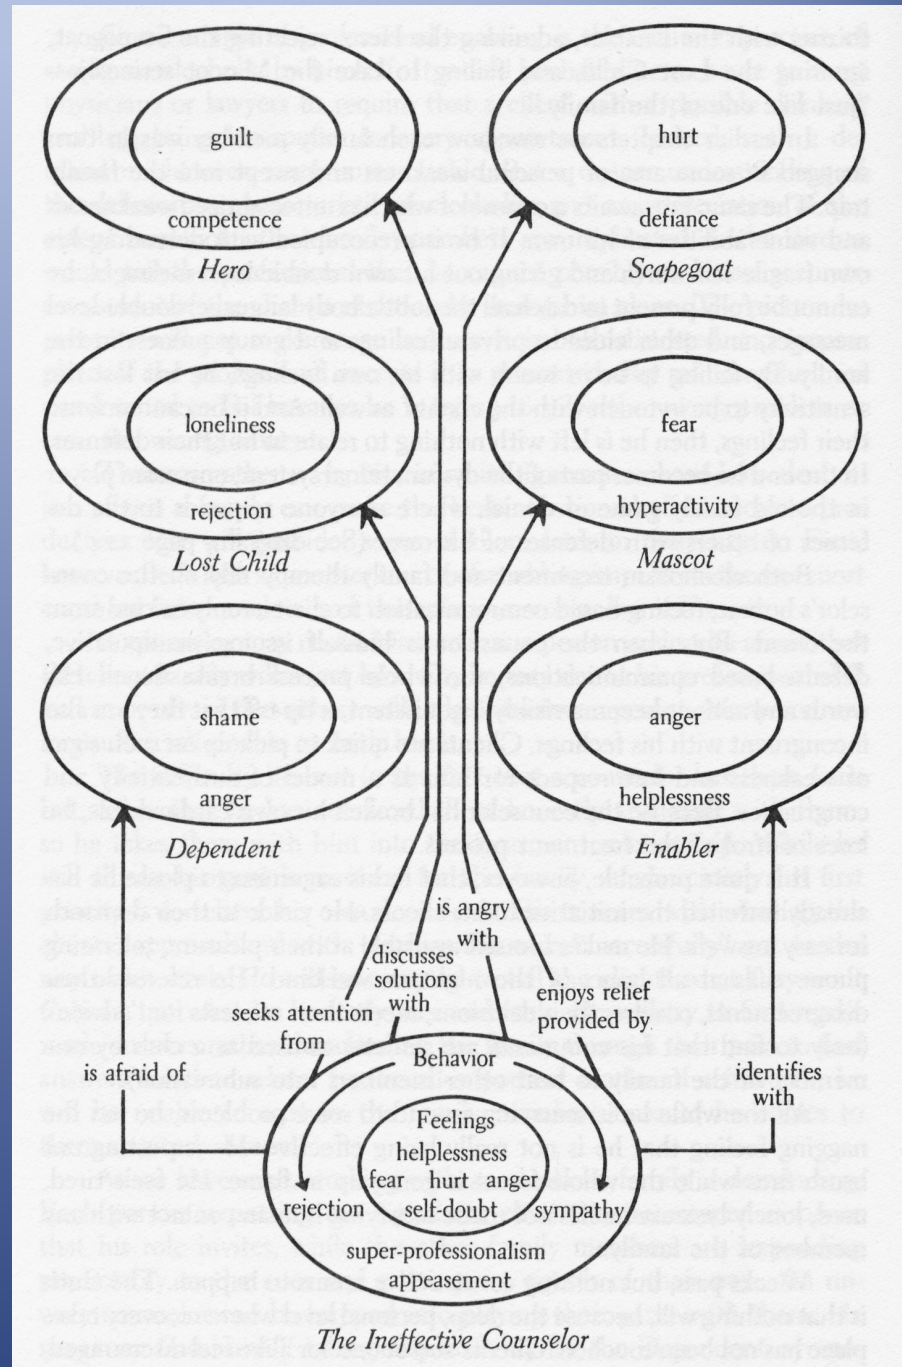 guilt
competence
Hero
hurt
defiance
Scapegoat
loneliness
rejection
Lost Child
fear
hyperactivity
Mascot
shame
anger
Dependent
anger
helplessness
Enabler
is angry
with
discusses
solutions
with
seeks attention
from
enjoys relief
provided by
is afraid of
identifies
with
Behavior
Feelings
helplessness
fear hurt anger
rejection self-doubt sympathy
super-professionalism
appeasement
The Ineffective Counselor